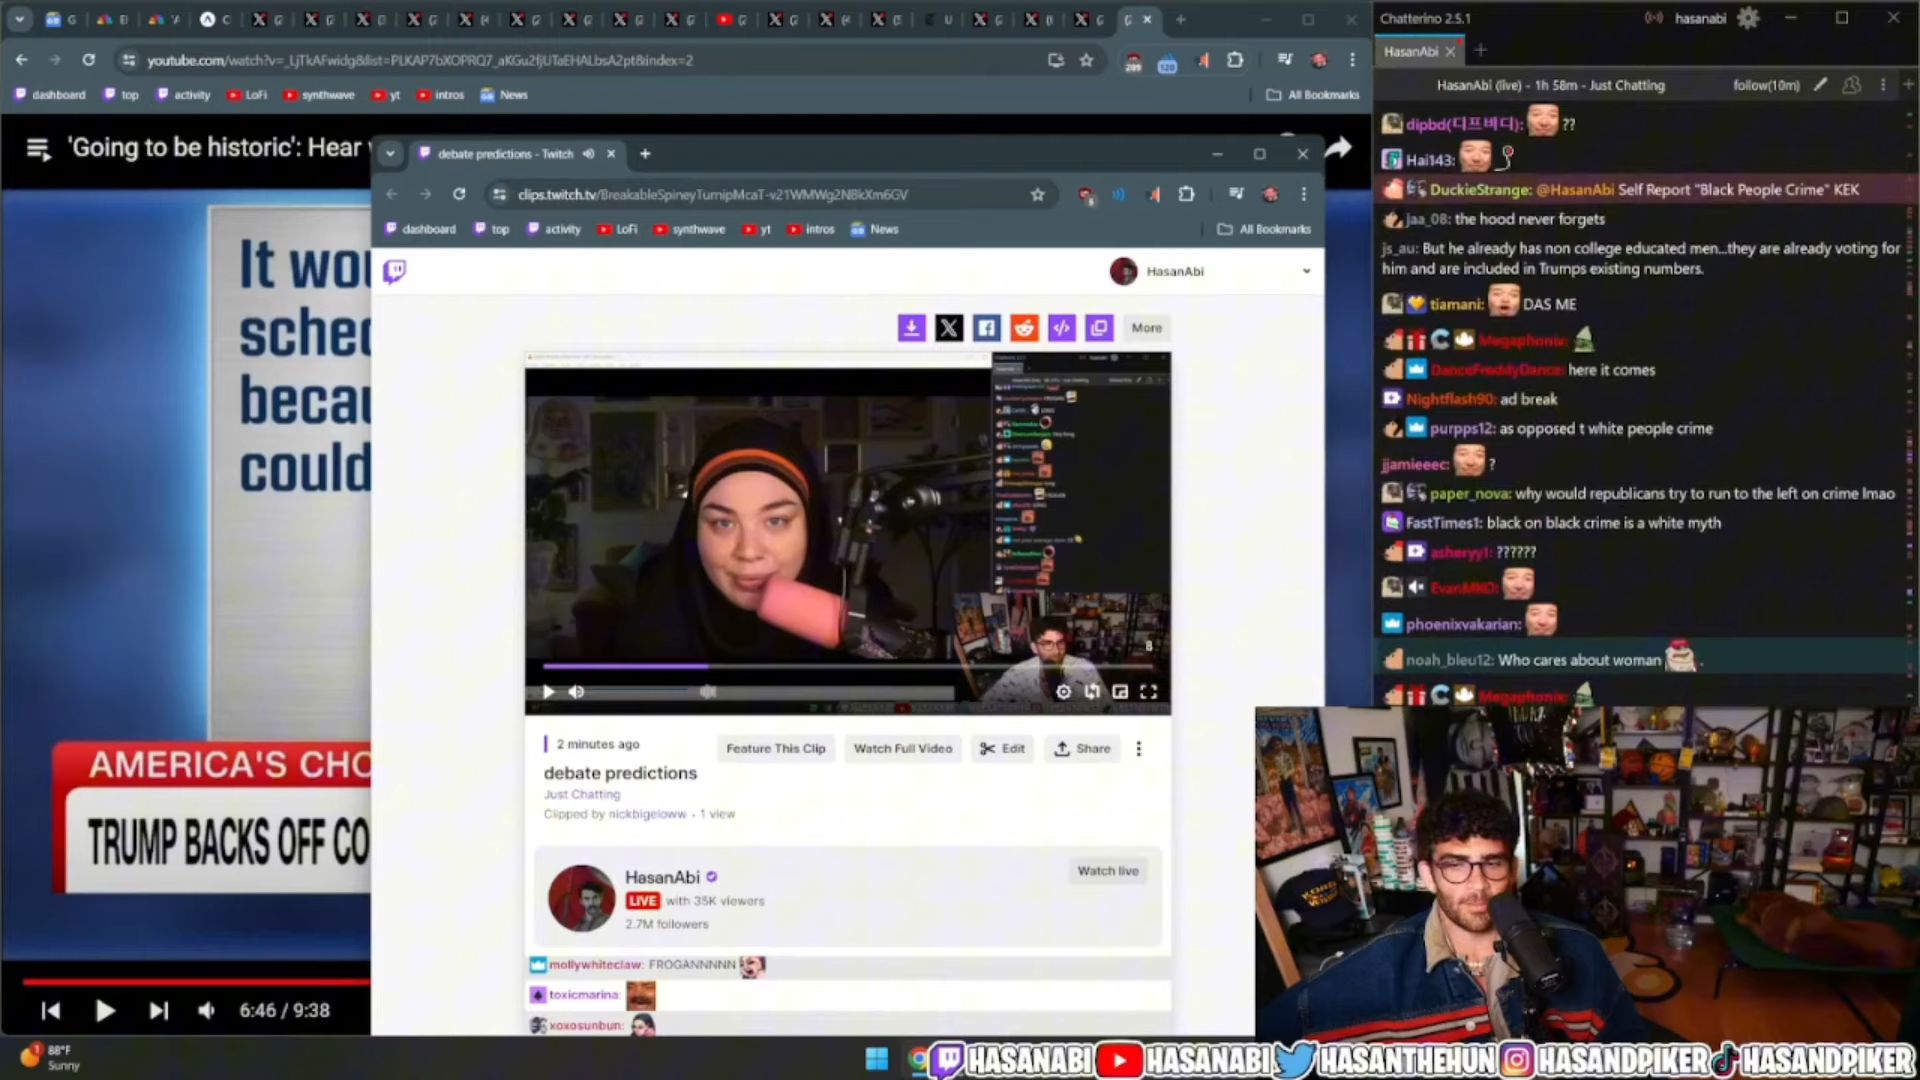 youtube.com/watch?v=_LjTkAFwidg&list=PLKAP7bXOPRQ7_aKGu2fjUTaEHALbsA2pt&index=2
209
120
dashboard
top
activity
LoFi
synthwave
yt
intros
News
All Bookmarks
'Going to be historic': Hear
It wou
sched
becau
could
AMERICA'S CHO
TRUMP BACKS OFF CO
6:46 / 9:38
debate predictions - Twitch
clips.twitch.tv/BreakableSpineyTurnipMcaT-v21WMWg2N8kXm6GV
dashboard
top
activity
LoFi
synthwave
yt
intros
News
All Bookmarks
HasanAbi
More
2 minutes ago
Feature This Clip
Watch Full Video
Edit
Share
debate predictions
Just Chatting
Clipped by nickbigeloww • 1 view
HasanAbi
Watch live
LIVE with 35K viewers
2.7M followers
mollywhiteclaw: FROGANNNNN
toxicmarina:
xoxosunbun:
Chatterino 2.5.1
hasanabi
HasanAbi
HasanAbi (live) - 1h 58m - Just Chatting
follow(10m)
dipbd(디프비디): ??
Hai143:
DuckieStrange: @HasanAbi Self Report "Black People Crime" KEK
jaa_08: the hood never forgets
js_au: But he already has non college educated men...they are already voting for
him and are included in Trumps existing numbers.
tiamani: DAS ME
Megaphonix:
DanceFreddyDance: here it comes
Nightflash90: ad break
purpps12: as opposed t white people crime
jjamieeec: ?
paper_nova: why would republicans try to run to the left on crime lmao
FastTimes1: black on black crime is a white myth
asheryy1: ??????
EvanMKO:
phoenixvakarian:
noah_bleu12: Who cares about woman .
Megaphonix:
88°F
Sunny
HASANABI
HASANABI
HASANTHEHUN
HASANDPIKER
HASANDPIKER